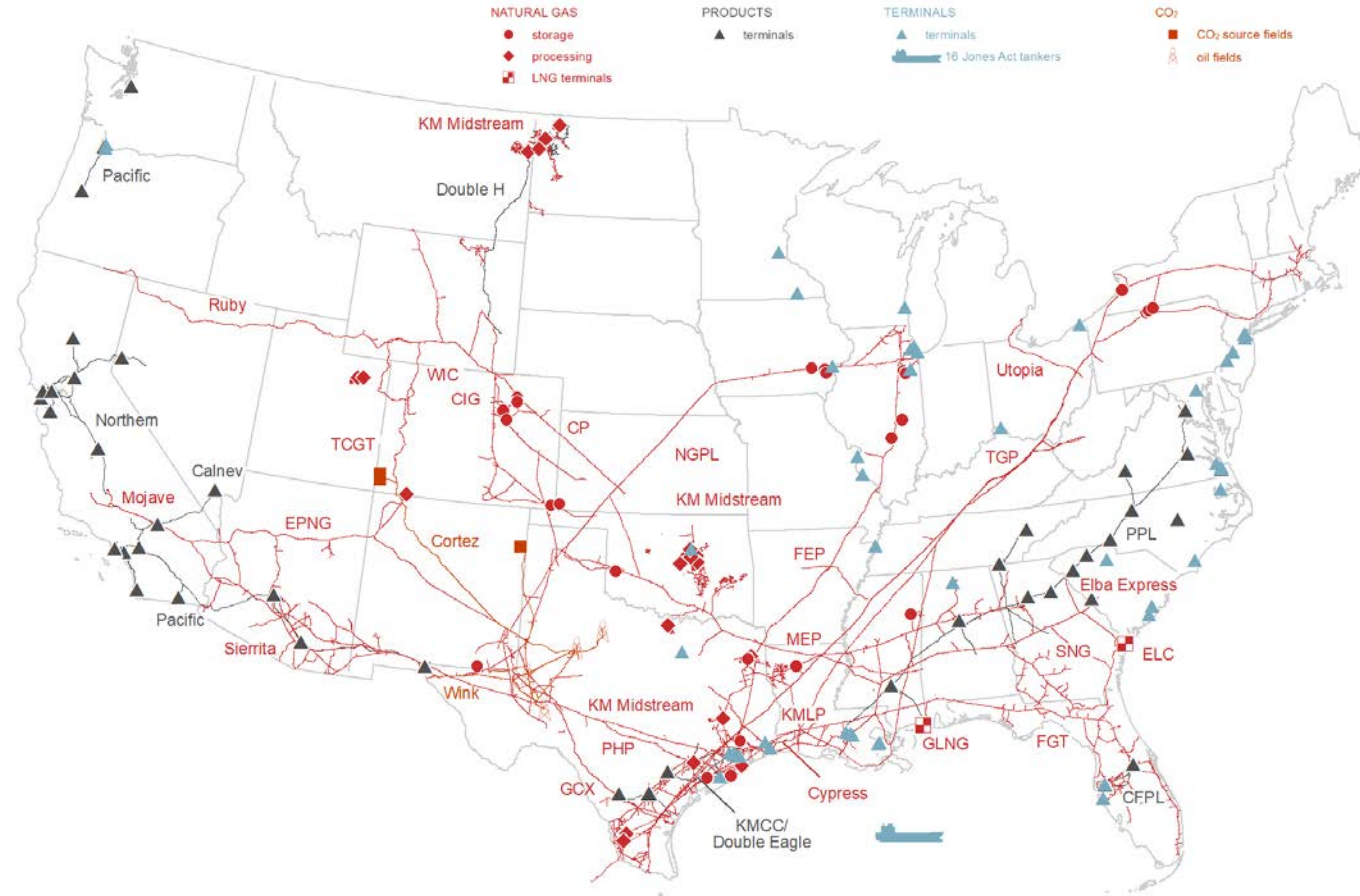 NATURAL GAS
storage
processing
LNG terminals
PRODUCTS
terminals
TERMINALS
terminals
16 Jones Act tankers
CO₂
CO₂ source fields
oil fields
KM Midstream
Pacific
Double H
Ruby
WIC
CIG
Utopia
Northern
CP
TCGT
NGPL
TGP
Calnev
KM Midstream
Mojave
EPNG
Cortez
PPL
FEP
Elba Express
Pacific
MEP
Sierrita
SNG
ELC
Wink
KM Midstream
KMLP
GLNG
FGT
PHP
GCX
Cypress
CFPL
KMCC/
Double Eagle